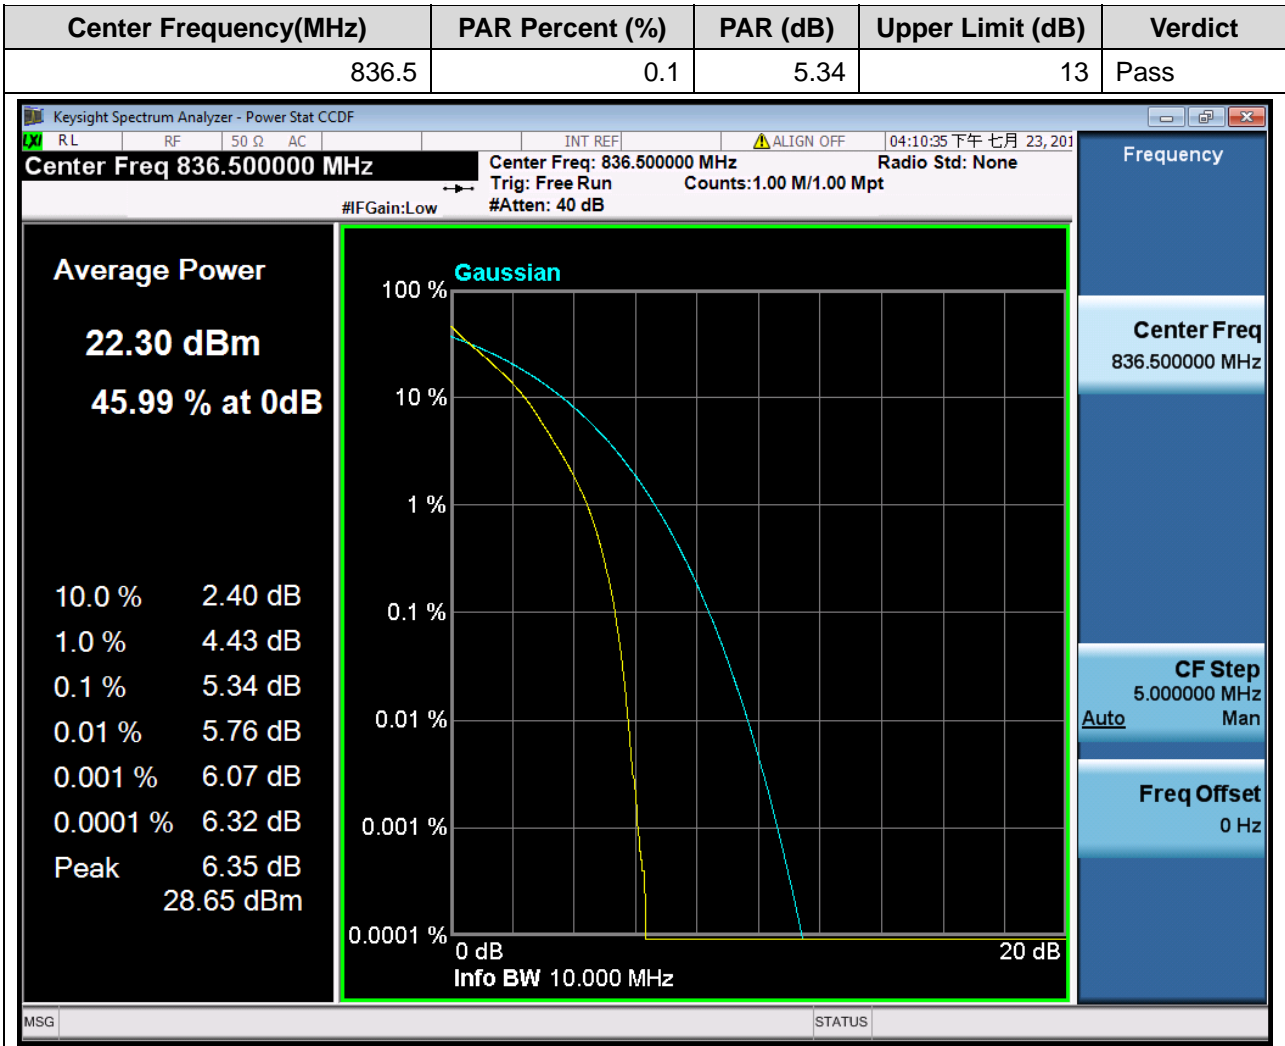 Center Frequency(MHz) PAR Percent (%) PAR (dB) Upper Limit (dB) Verdict
836.5 0.1 5.34 13 Pass
Keysight Spectrum Analyzer - Power Stat CCDF
LXI RL RF 50 Ω AC INT REF ALIGN OFF 04:10:35 下午 七月 23, 201
Center Freq 836.500000 MHz
Center Freq: 836.500000 MHz Radio Std: None
Trig: Free Run Counts:1.00 M/1.00 Mpt
#IFGain:Low #Atten: 40 dB
Average Power
22.30 dBm
45.99 % at 0dB
10.0 % 2.40 dB
1.0 % 4.43 dB
0.1 % 5.34 dB
0.01 % 5.76 dB
0.001 % 6.07 dB
0.0001 % 6.32 dB
Peak 6.35 dB
28.65 dBm
Gaussian
100 %
10 %
1 %
0.1 %
0.01 %
0.001 %
0.0001 %
0 dB 20 dB
Info BW 10.000 MHz
Frequency
Center Freq
836.500000 MHz
CF Step
5.000000 MHz
Auto Man
Freq Offset
0 Hz
MSG STATUS